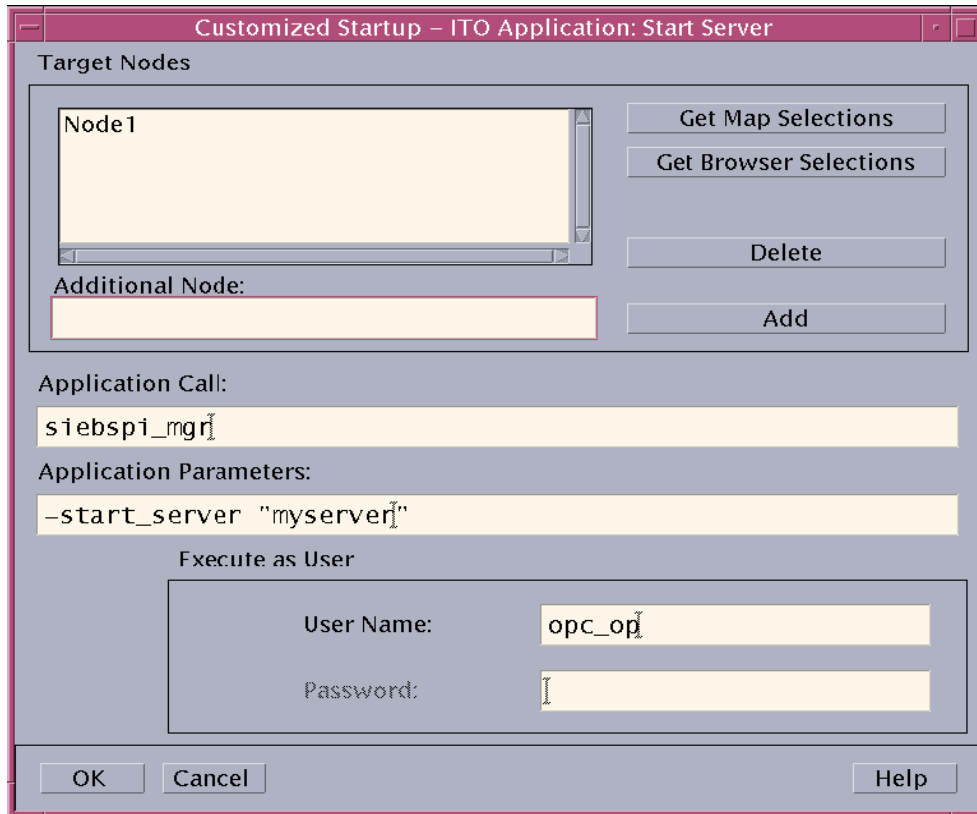 Customized Startup – ITO Application: Start Server
Target Nodes
Node1
Get Map Selections
Get Browser Selections
Delete
Additional Node:
Add
Application Call:
siebspi_mgr
Application Parameters:
–start_server "myserver"
Execute as User
User Name:
opc_op
Password:
OK
Cancel
Help